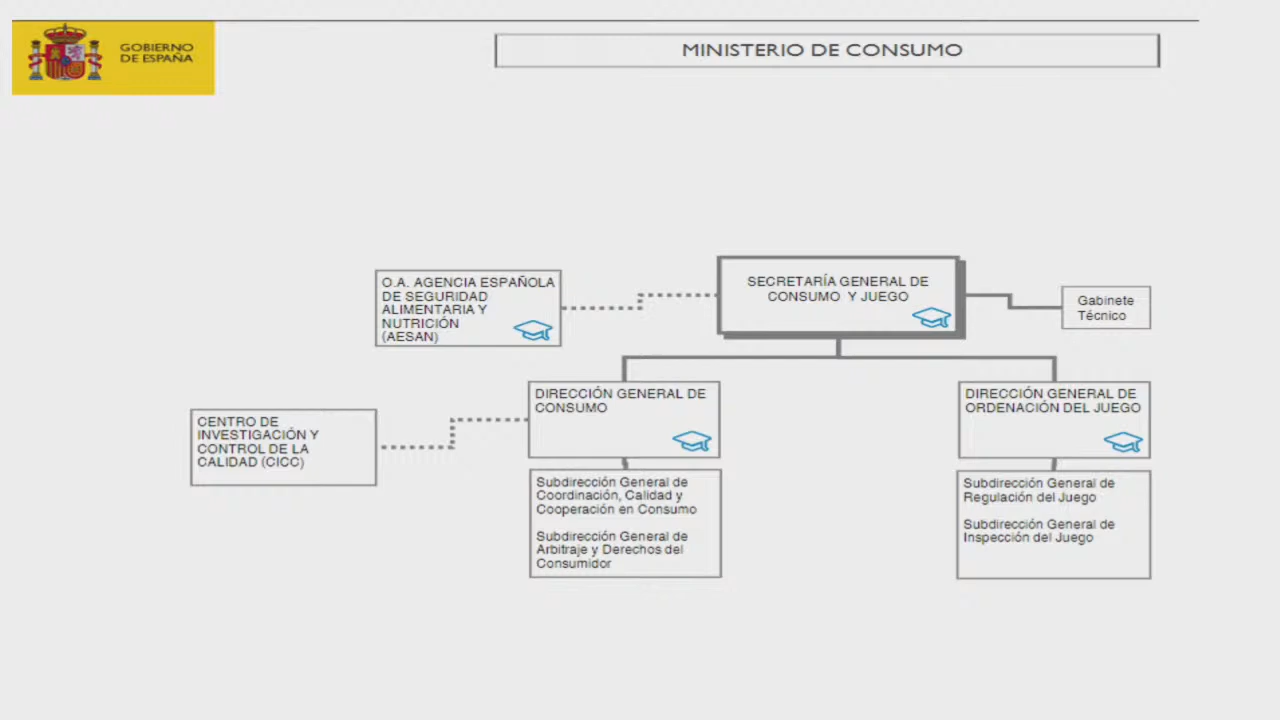 GOBIERNO
DE ESPAÑA
MINISTERIO DE CONSUMO
O.A. AGENCIA ESPAÑOLA
DE SEGURIDAD
ALIMENTARIA Y
NUTRICIÓN
(AESAN)
SECRETARÍA GENERAL DE
CONSUMO Y JUEGO
Gabinete
Técnico
DIRECCIÓN GENERAL DE
CONSUMO
DIRECCIÓN GENERAL DE
ORDENACIÓN DEL JUEGO
CENTRO DE
INVESTIGACIÓN Y
CONTROL DE LA
CALIDAD (CICC)
Subdirección General de
Coordinación, Calidad y
Cooperación en Consumo
Subdirección General de
Arbitraje y Derechos del
Consumidor
Subdirección General de
Regulación del Juego
Subdirección General de
Inspección del Juego